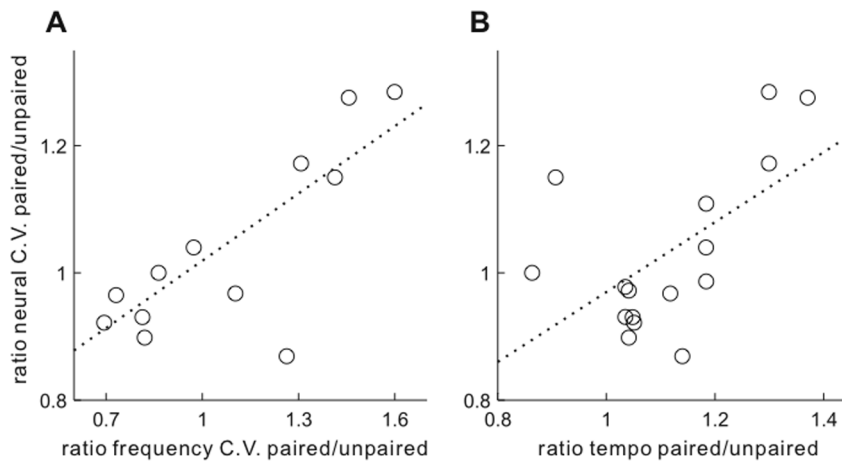 A
B
ratio neural C.V. paired/unpaired
1.2
1
0.8
0.7 1 1.3 1.6
ratio frequency C.V. paired/unpaired
1.2
1
0.8
0.8 1 1.2 1.4
ratio tempo paired/unpaired